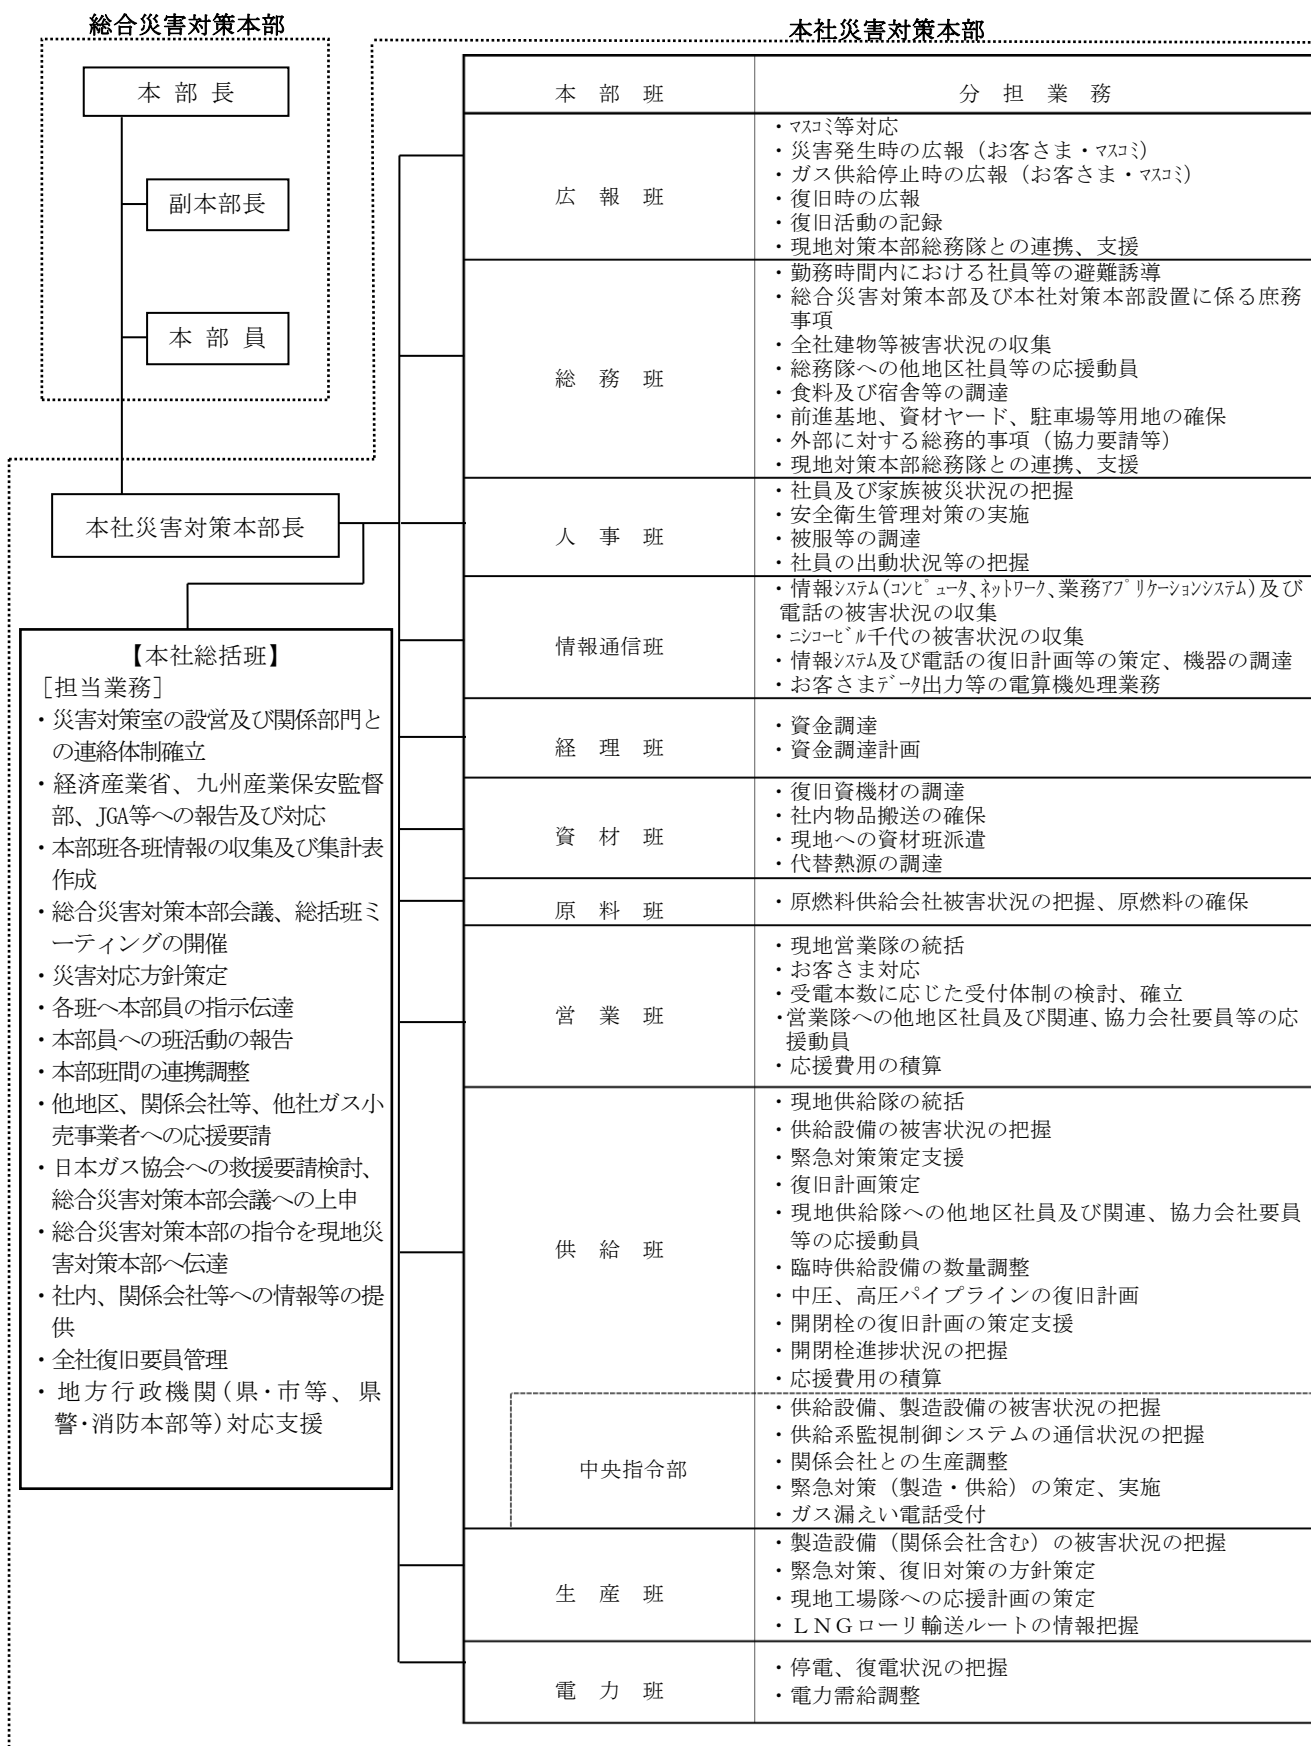 総合災害対策本部
本 部 長
副本部長
本 部 員
本社災害対策本部長
【本社総括班】
［担当業務］
・災害対策室の設営及び関係部門と
の連絡体制確立
・経済産業省、九州産業保安監督
部、JGA等への報告及び対応
・本部班各班情報の収集及び集計表
作成
・総合災害対策本部会議、総括班ミ
ーティングの開催
・災害対応方針策定
・各班へ本部員の指示伝達
・本部員への班活動の報告
・本部班間の連携調整
・他地区、関係会社等、他社ガス小
売事業者への応援要請
・日本ガス協会への救援要請検討、
総合災害対策本部会議への上申
・総合災害対策本部の指令を現地災
害対策本部へ伝達
・社内、関係会社等への情報等の提
供
・全社復旧要員管理
・地方行政機関(県・市等、県
警・消防本部等)対応支援
本社災害対策本部
本 部 班
分 担 業 務
広 報 班
・ﾏｽｺﾐ等対応
・災害発生時の広報（お客さま・ﾏｽｺﾐ）
・ガス供給停止時の広報（お客さま・ﾏｽｺﾐ）
・復旧時の広報
・復旧活動の記録
・現地対策本部総務隊との連携、支援
総 務 班
・勤務時間内における社員等の避難誘導
・総合災害対策本部及び本社対策本部設置に係る庶務
事項
・全社建物等被害状況の収集
・総務隊への他地区社員等の応援動員
・食料及び宿舎等の調達
・前進基地、資材ヤード、駐車場等用地の確保
・外部に対する総務的事項（協力要請等）
・現地対策本部総務隊との連携、支援
人 事 班
・社員及び家族被災状況の把握
・安全衛生管理対策の実施
・被服等の調達
・社員の出動状況等の把握
情報通信班
・情報ｼｽﾃﾑ(ｺﾝﾋﾟｭｰﾀ、ﾈｯﾄﾜｰｸ、業務ｱﾌﾟﾘｹｰｼｮﾝｼｽﾃﾑ)及び
電話の被害状況の収集
・ﾆｼｺｰﾋﾞﾙ千代の被害状況の収集
・情報ｼｽﾃﾑ及び電話の復旧計画等の策定、機器の調達
・お客さまﾃﾞｰﾀ出力等の電算機処理業務
経 理 班
・資金調達
・資金調達計画
資 材 班
・復旧資機材の調達
・社内物品搬送の確保
・現地への資材班派遣
・代替熱源の調達
原 料 班
・原燃料供給会社被害状況の把握、原燃料の確保
営 業 班
・現地営業隊の統括
・お客さま対応
・受電本数に応じた受付体制の検討、確立
・営業隊への他地区社員及び関連、協力会社要員等の応
援動員
・応援費用の積算
供 給 班
・現地供給隊の統括
・供給設備の被害状況の把握
・緊急対策策定支援
・復旧計画策定
・現地供給隊への他地区社員及び関連、協力会社要員
等の応援動員
・臨時供給設備の数量調整
・中圧、高圧パイプラインの復旧計画
・開閉栓の復旧計画の策定支援
・開閉栓進捗状況の把握
・応援費用の積算
中央指令部
・供給設備、製造設備の被害状況の把握
・供給系監視制御システムの通信状況の把握
・関係会社との生産調整
・緊急対策（製造・供給）の策定、実施
・ガス漏えい電話受付
生 産 班
・製造設備（関係会社含む）の被害状況の把握
・緊急対策、復旧対策の方針策定
・現地工場隊への応援計画の策定
・ＬＮＧローリ輸送ルートの情報把握
電 力 班
・停電、復電状況の把握
・電力需給調整